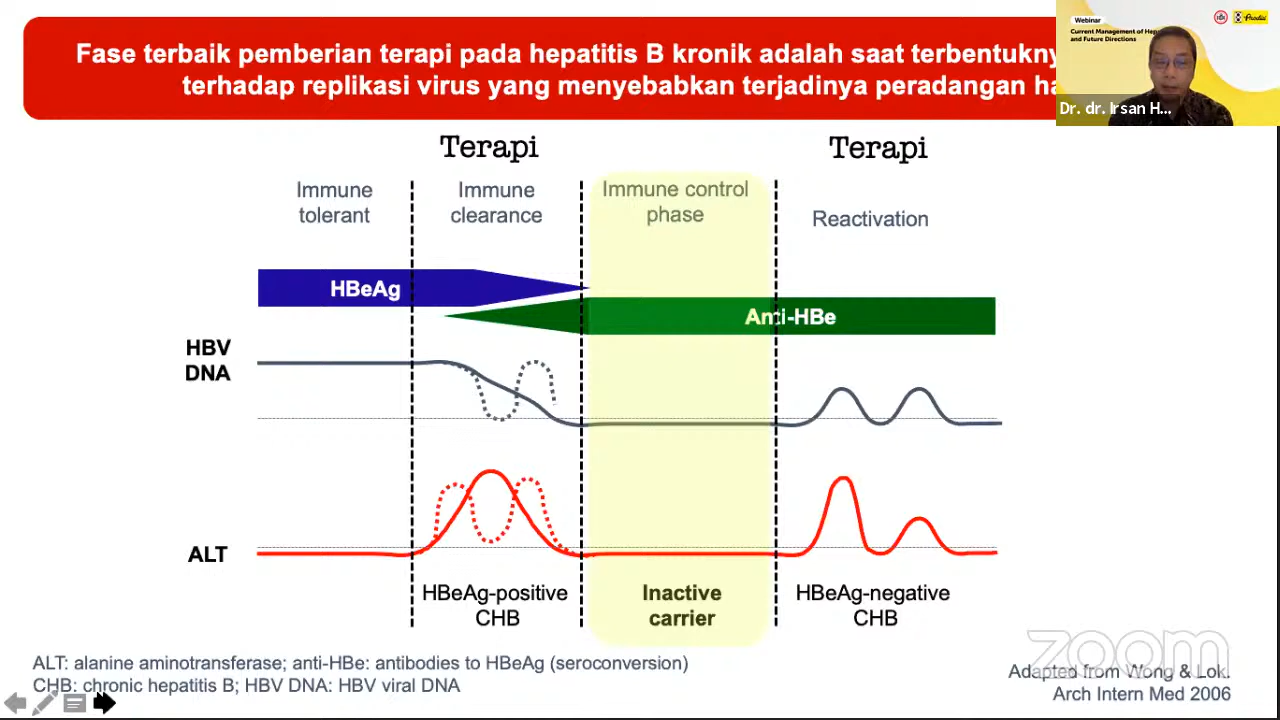 Fase terbaik pemberian terapi pada hepatitis B kronik adalah saat terbentukny
terhadap replikasi virus yang menyebabkan terjadinya peradangan ha
Webinar
Current Management of Hep
and Future Directions
Prodia
Dr. dr. Irsan H...
Terapi
Terapi
Immune
tolerant
Immune
clearance
Immune control
phase
Reactivation
HBeAg
Anti-HBe
HBV
DNA
ALT
HBeAg-positive
CHB
Inactive
carrier
HBeAg-negative
CHB
ALT: alanine aminotransferase; anti-HBe: antibodies to HBeAg (seroconversion)
CHB: chronic hepatitis B; HBV DNA: HBV viral DNA
zoom
Adapted from Wong & Lok.
Arch Intern Med 2006